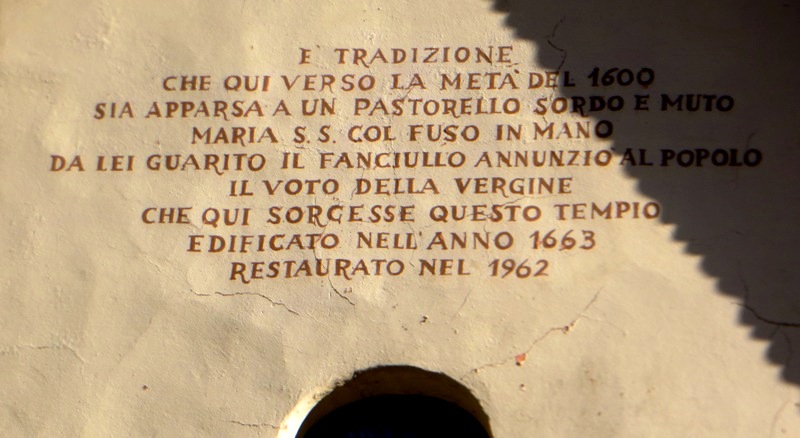 E' TRADIZIONE
CHE QUI VERSO LA META' DEL 1600
SIA APPARSA A UN PASTORELLO SORDO E MUTO
MARIA S.S. COL FUSO IN MANO
DA LEI GUARITO IL FANCIULLO ANNUNZIO' AL POPOLO
IL VOTO DELLA VERGINE
CHE QUI SORGESSE QUESTO TEMPIO
EDIFICATO NELL'ANNO 1663
RESTAURATO NEL 1962